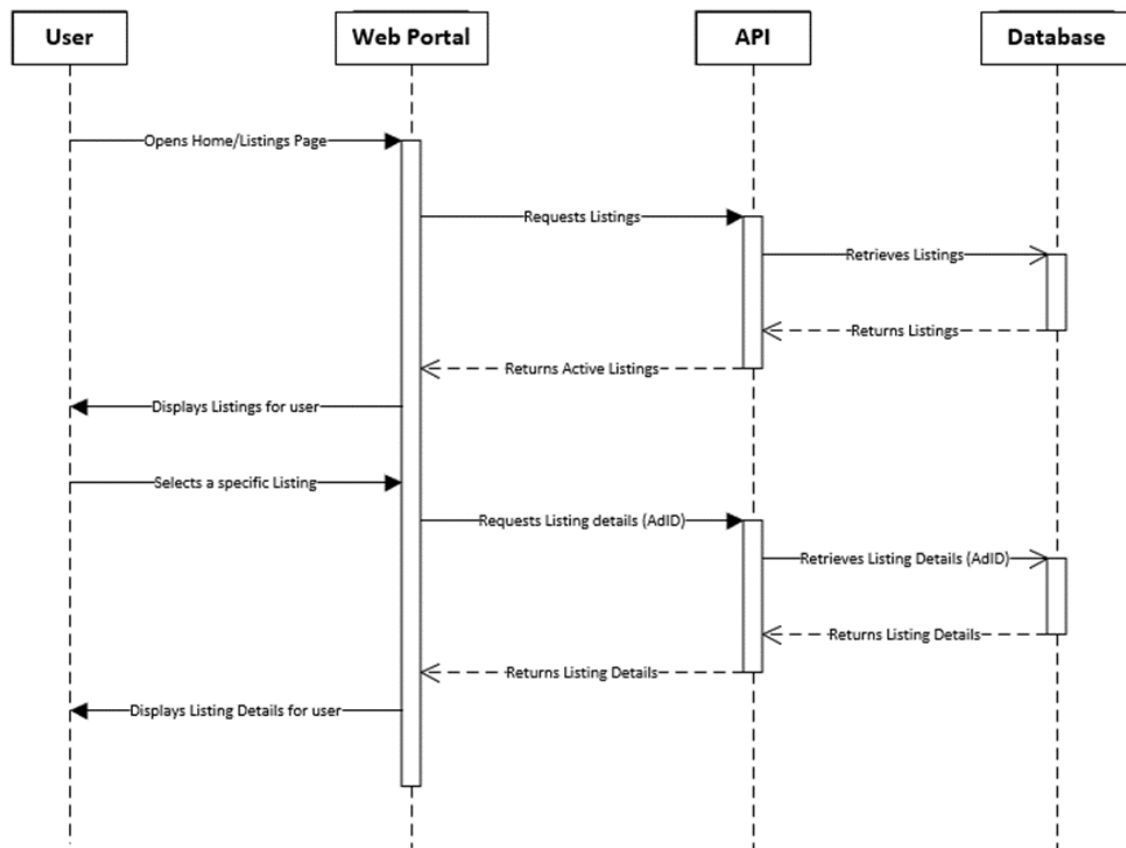 User
Web Portal
API
Database
Opens Home/Listings Page
Requests Listings
Retrieves Listings
Returns Listings
Returns Active Listings
Displays Listings for user
Selects a specific Listing
Requests Listing details (AdID)
Retrieves Listing Details (AdID)
Returns Listing Details
Returns Listing Details
Displays Listing Details for user